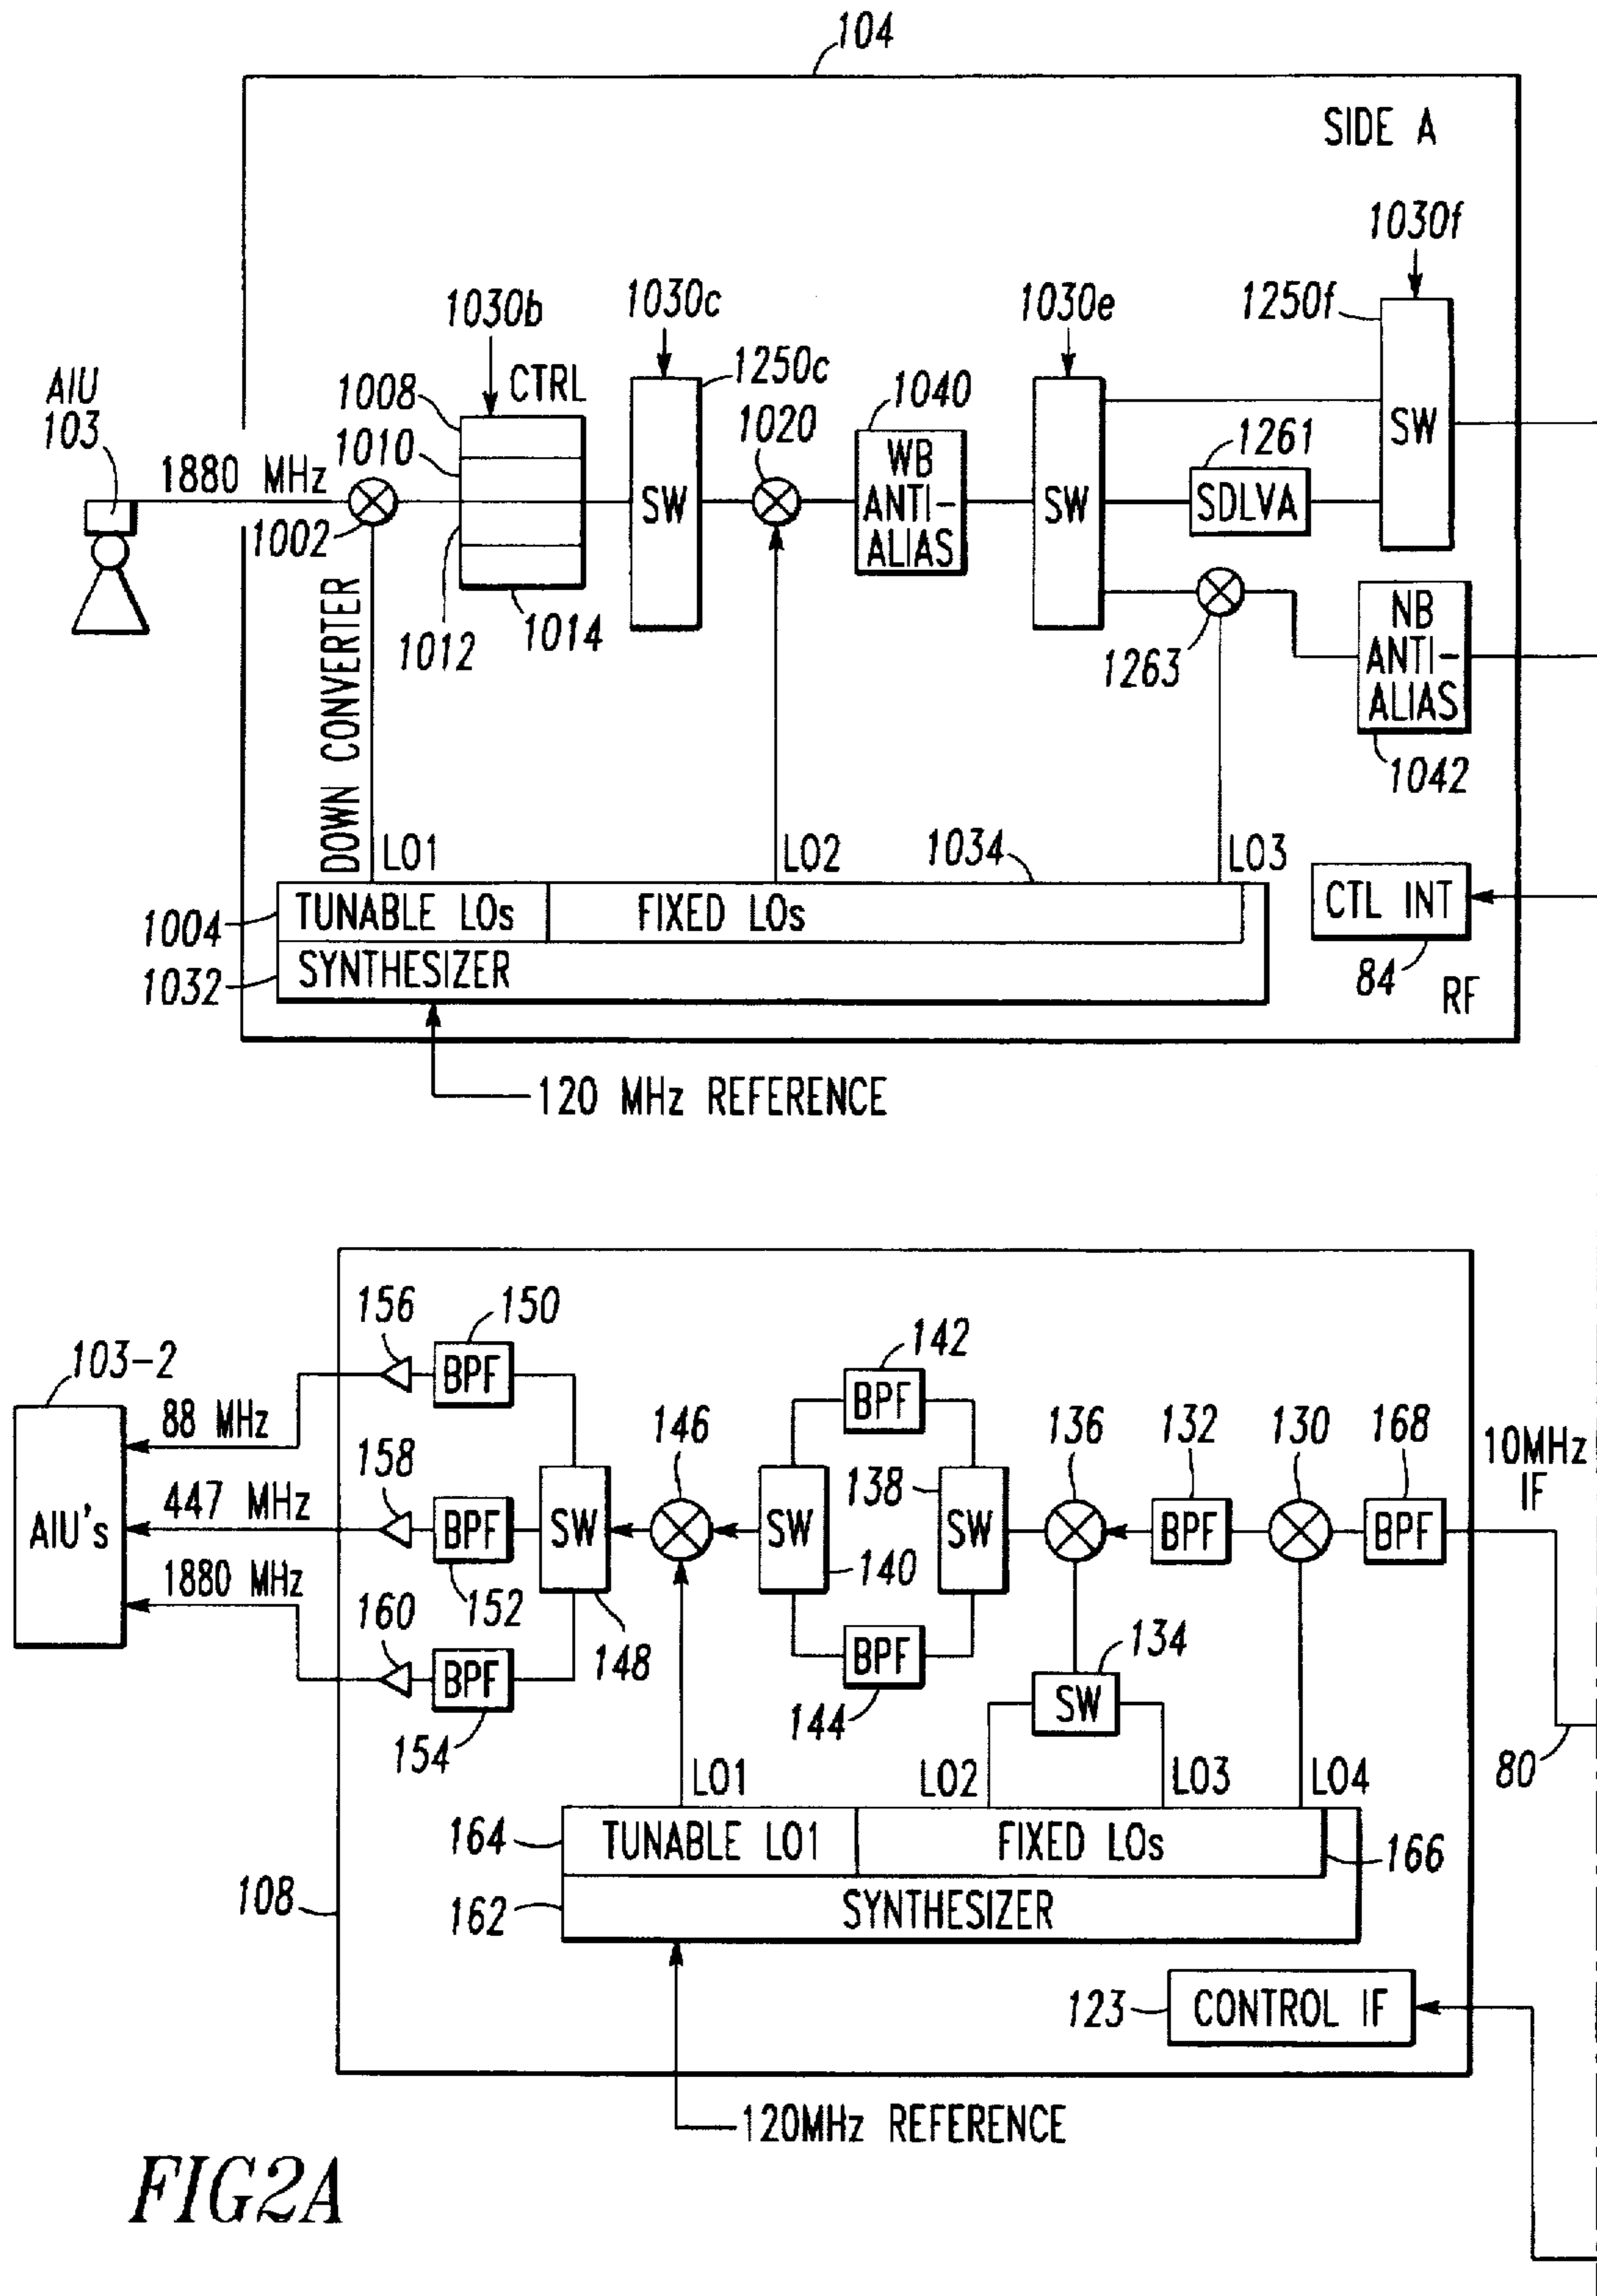 104
SIDE A
1030f
1030b
1030c
1030e
1250f
AIU
103
1008
CTRL
1250c
1040
1010
1020
1261
1880 MHz
WB
ANTI-
ALIAS
SW
SW
SDLVA
SW
1002
1012
1014
1263
NB
ANTI-
ALIAS
1042
DOWN CONVERTER
LO1
LO2
1034
LO3
1004
TUNABLE LOs
FIXED LOs
CTL INT
1032
SYNTHESIZER
84
RF
120 MHz REFERENCE
156
150
142
103-2
BPF
BPF
88 MHz
146
136
132
130
168
10MHz
IF
158
138
447 MHz
AIU's
BPF
SW
SW
SW
BPF
BPF
1880 MHz
152
140
160
148
134
BPF
BPF
SW
154
144
LO1
LO2
LO3
LO4
80
164
TUNABLE LO1
FIXED LOs
166
108
162
SYNTHESIZER
123
CONTROL IF
120MHz REFERENCE
FIG2A